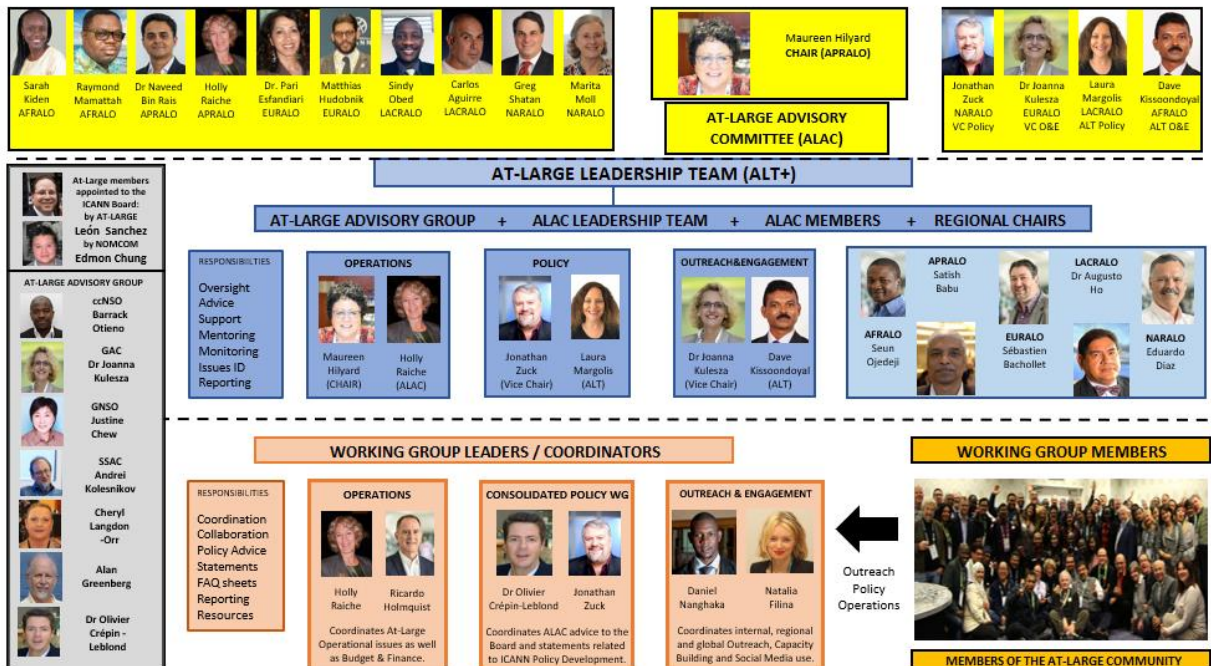 Sarah
Kiden
AFRALO
Raymond
Mamattah
AFRALO
Dr Naveed
Bin Rais
APRALO
Holly
Raiche
APRALO
Dr. Pari
Esfandiari
EURALO
Matthias
Hudobnik
EURALO
Sindy
Obed
LACRALO
Carlos
Aguirre
LACRALO
Greg
Shatan
NARALO
Marita
Moll
NARALO
Maureen Hilyard
CHAIR (APRALO)
AT-LARGE ADVISORY
COMMITTEE (ALAC)
Jonathan
Zuck
NARALO
VC Policy
Dr Joanna
Kulesza
EURALO
VC O&E
Laura
Margolis
LACRALO
ALT Policy
Dave
Kissoondoyal
AFRALO
ALT O&E
At-Large members
appointed to the
ICANN Board:
by AT-LARGE
León Sanchez
by NOMCOM
Edmon Chung
AT-LARGE ADVISORY GROUP
ccNSO
Barrack
Otieno
GAC
Dr Joanna
Kulesza
GNSO
Justine
Chew
SSAC
Andrei
Kolesnikov
Cheryl
Langdon
-Orr
Alan
Greenberg
Dr Olivier
Crépin -
Leblond
AT-LARGE LEADERSHIP TEAM (ALT+)
AT-LARGE ADVISORY GROUP + ALAC LEADERSHIP TEAM + ALAC MEMBERS + REGIONAL CHAIRS
RESPONSIBILTIES
Oversight
Advice
Support
Mentoring
Monitoring
Issues ID
Reporting
OPERATIONS
Maureen
Hilyard
(CHAIR)
Holly
Raiche
(ALAC)
POLICY
Jonathan
Zuck
(Vice Chair)
Laura
Margolis
(ALT)
OUTREACH&ENGAGEMENT
Dr Joanna
Kulesza
(Vice Chair)
Dave
Kissoondoyal
(ALT)
APRALO
Satish
Babu
LACRALO
Dr Augusto
Ho
AFRALO
Seun
Ojedeji
EURALO
Sébastien
Bachollet
NARALO
Eduardo
Diaz
WORKING GROUP LEADERS / COORDINATORS
RESPONSIBILITIES
Coordination
Collaboration
Policy Advice
Statements
FAQ sheets
Reporting
Resources
OPERATIONS
Holly
Raiche
Ricardo
Holmquist
Coordinates At-Large
Operational issues as well
as Budget & Finance.
CONSOLIDATED POLICY WG
Dr Olivier
Crépin-Leblond
Jonathan
Zuck
Coordinates ALAC advice to the
Board and statements related
to ICANN Policy Development.
OUTREACH & ENGAGEMENT
Daniel
Nanghaka
Natalia
Filina
Coordinates internal, regional
and global Outreach, Capacity
Building and Social Media use.
Outreach
Policy
Operations
WORKING GROUP MEMBERS
MEMBERS OF THE AT-LARGE COMMUNITY